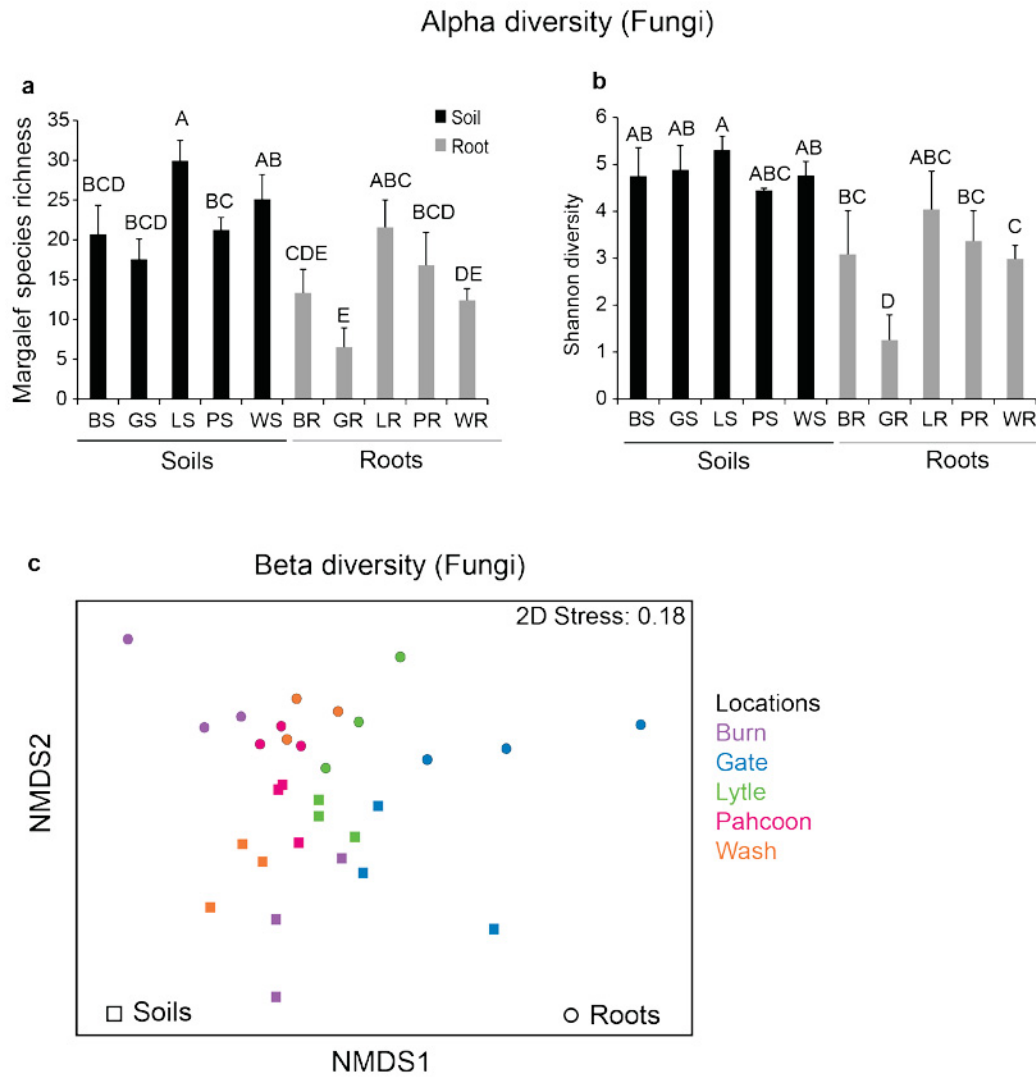 Alpha diversity (Fungi)
a
Margalef species richness
35
30
25
20
15
10
5
0
BCD
BCD
A
BC
AB
CDE
E
ABC
BCD
DE
Soil
Root
BS GS LS PS WS BR GR LR PR WR
Soils Roots
b
Shannon diversity
6
5
4
3
2
1
0
AB
AB
A
ABC
AB
BC
D
ABC
BC
C
BS GS LS PS WS BR GR LR PR WR
Soils Roots
c
Beta diversity (Fungi)
2D Stress: 0.18
NMDS2
Soils
Roots
NMDS1
Locations
Burn
Gate
Lytle
Pahcoon
Wash